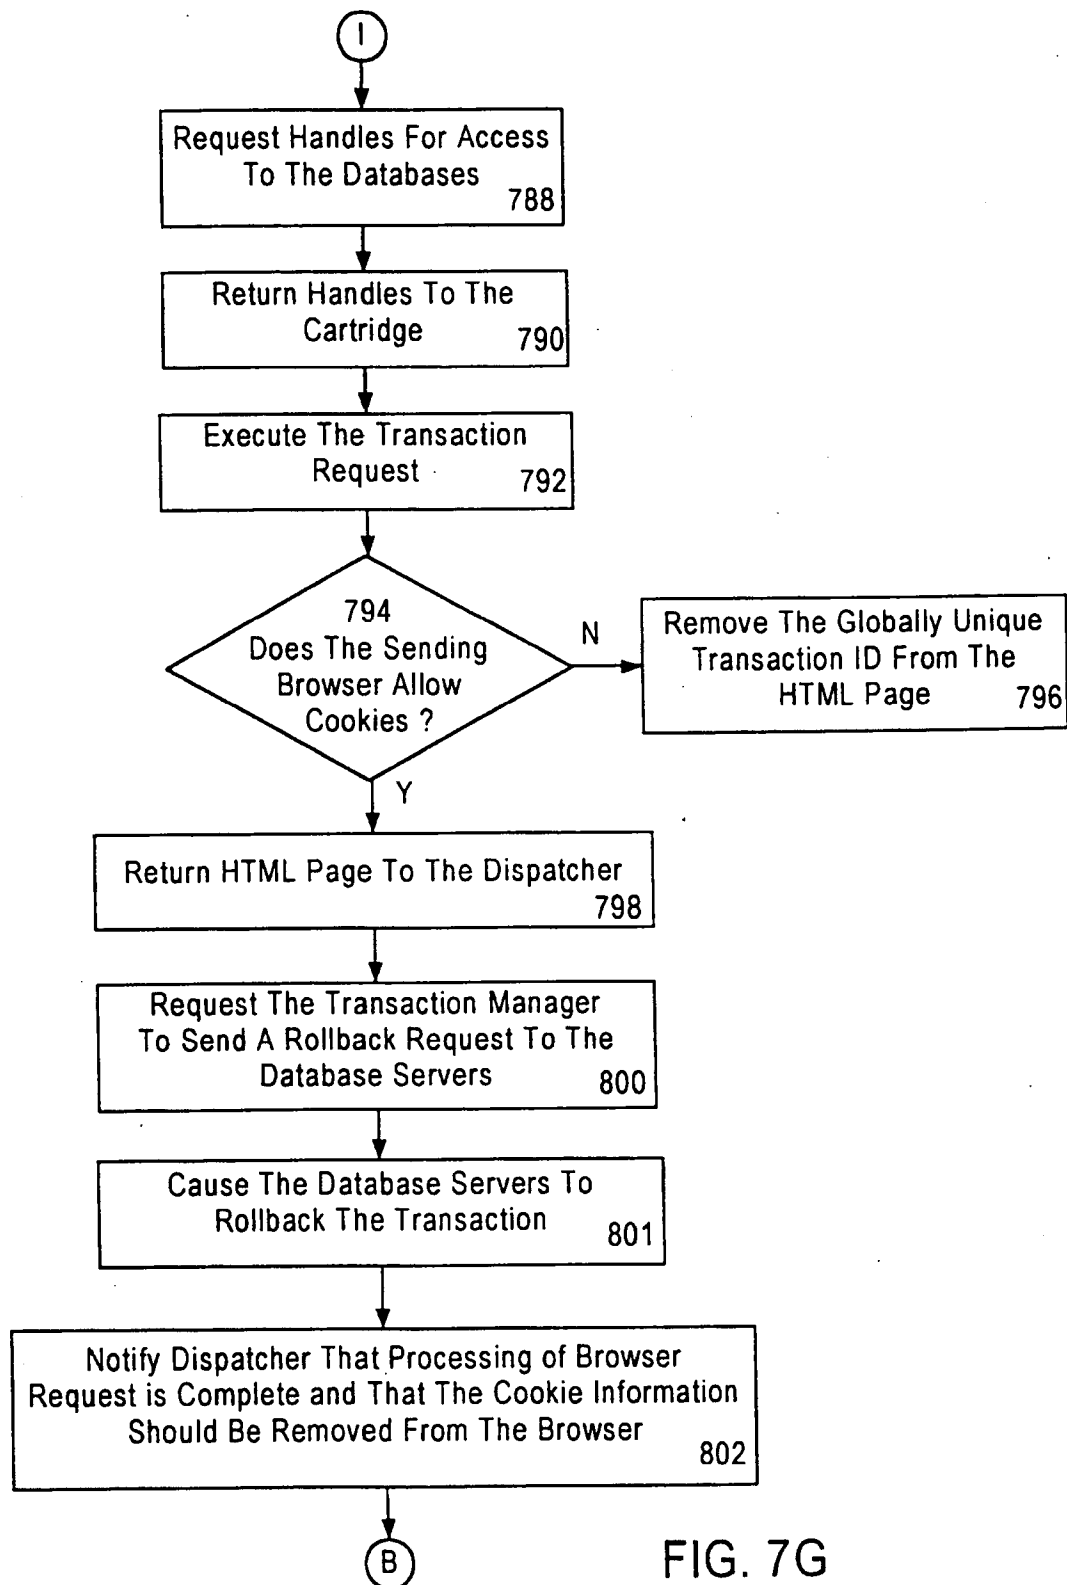 I
Request Handles For Access
To The Databases
788
Return Handles To The
Cartridge
790
Execute The Transaction
Request
792
794
Does The Sending
Browser Allow
Cookies ?
N
Remove The Globally Unique
Transaction ID From The
HTML Page
796
Y
Return HTML Page To The Dispatcher
798
Request The Transaction Manager
To Send A Rollback Request To The
Database Servers
800
Cause The Database Servers To
Rollback The Transaction
801
Notify Dispatcher That Processing of Browser
Request is Complete and That The Cookie Information
Should Be Removed From The Browser
802
B
FIG. 7G